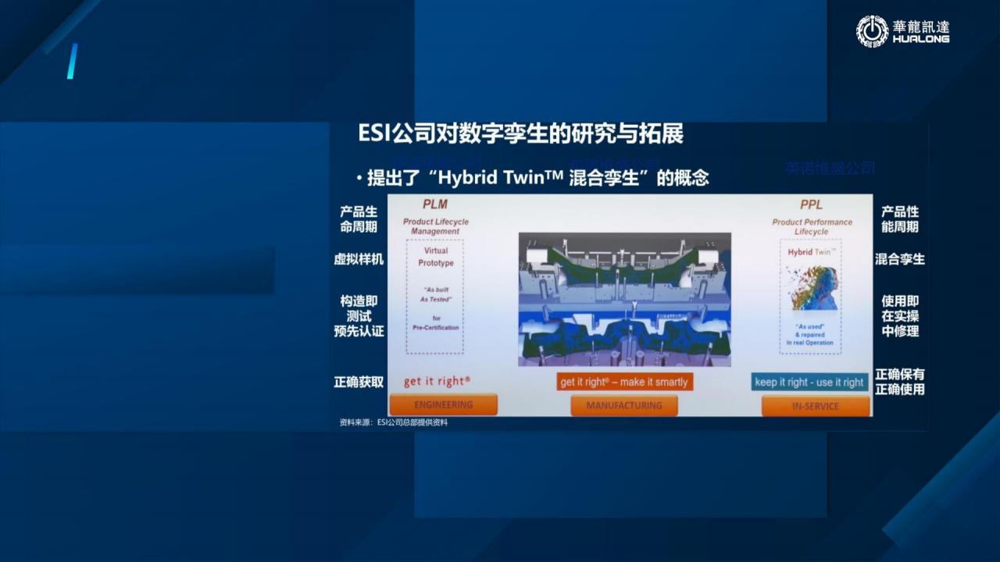 華龍訊達
HUALONG
ESI公司对数字孪生的研究与拓展
英诺维盛公司
• 提出了“Hybrid Twin™ 混合孪生”的概念
产品生
命周期
虚拟样机
构造即
测试
预先认证
正确获取
PLM
Product Lifecycle
Management
Virtual
Prototype
"As built
As Tested"
for
Pre-Certification
get it right®
ENGINEERING
get it right® – make it smartly
MANUFACTURING
PPL
Product Performance
Lifecycle
Hybrid Twin™
"As used"
& repaired
in real Operation
keep it right - use it right
IN-SERVICE
产品性
能周期
混合孪生
使用即
在实操
中修理
正确保有
正确使用
资料来源：ESI公司总部提供资料